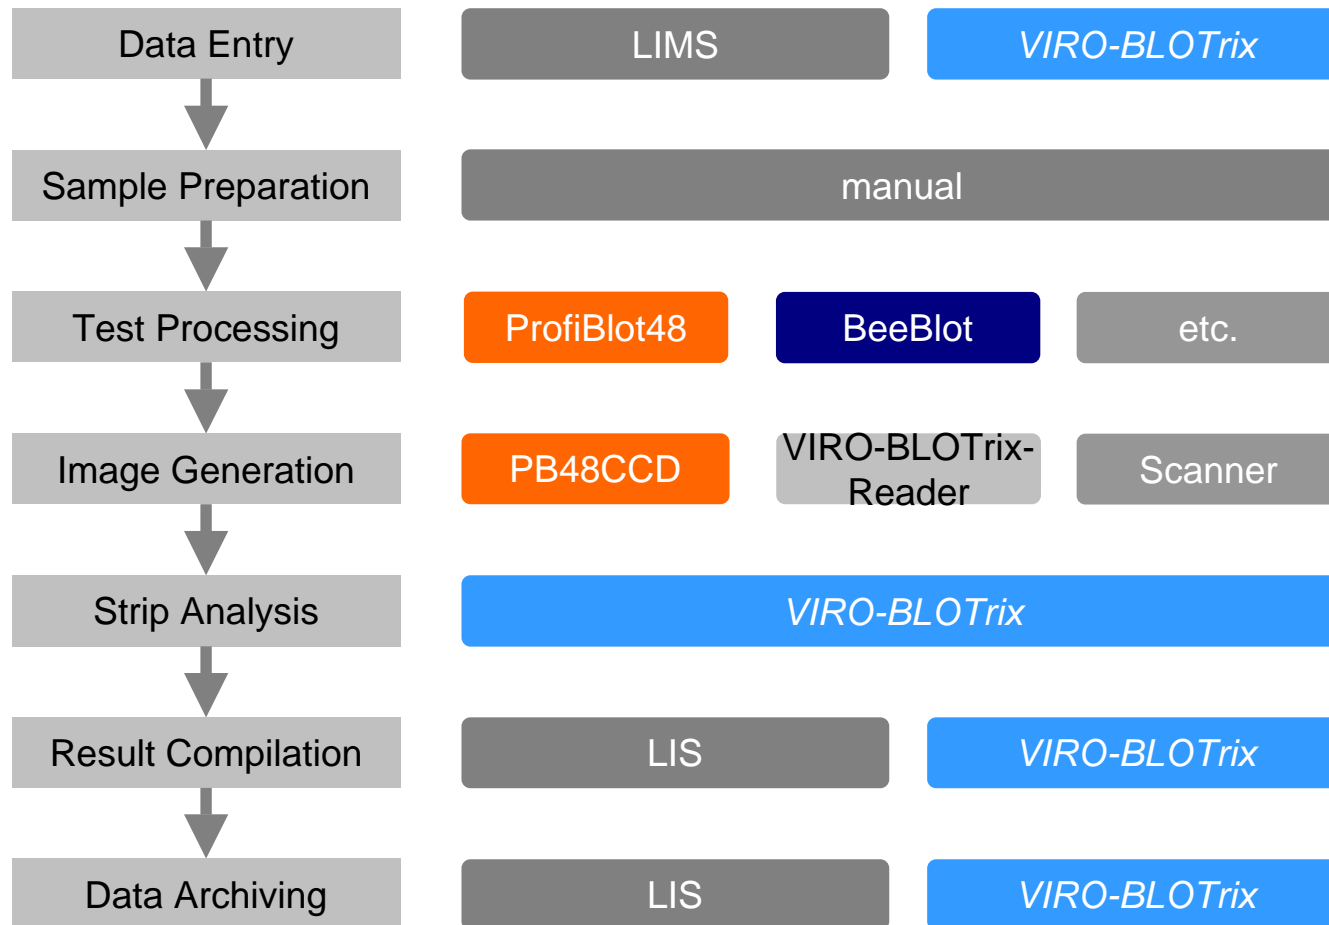 Data Entry
LIMS
VIRO-BLOTrix
Sample Preparation
manual
Test Processing
ProfiBlot48
BeeBlot
etc.
Image Generation
PB48CCD
VIRO-BLOTrix-
Reader
Scanner
Strip Analysis
VIRO-BLOTrix
Result Compilation
LIS
VIRO-BLOTrix
Data Archiving
LIS
VIRO-BLOTrix